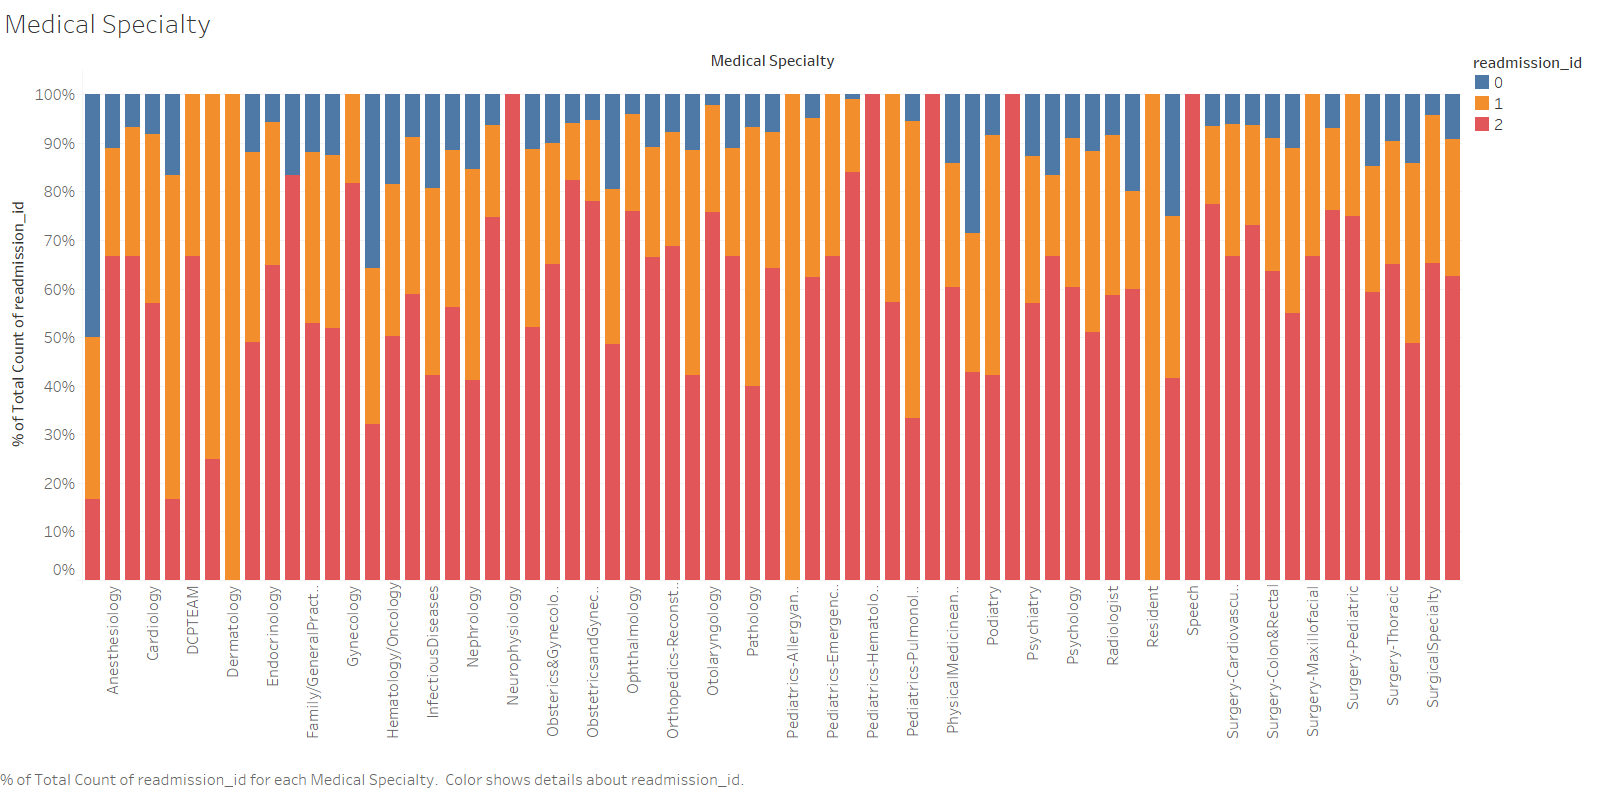 Medical Specialty
Medical Specialty
readmission_id
0
1
2
% of Total Count of readmission_id
100%
90%
80%
70%
60%
50%
40%
30%
20%
10%
0%
Anesthesiology
Cardiology
DCPTEAM
Dermatology
Endocrinology
Family/GeneralPract..
Gynecology
Hematology/Oncology
InfectiousDiseases
Nephrology
Neurophysiology
Obsterics&Gynecolo..
ObstetricsandGynec..
Ophthalmology
Orthopedics-Reconst..
Otolaryngology
Pathology
Pediatrics-Allergyan..
Pediatrics-Emergenc..
Pediatrics-Hematolo..
Pediatrics-Pulmonol..
PhysicalMedicinean..
Podiatry
Psychiatry
Psychology
Radiologist
Resident
Speech
Surgery-Cardiovascu..
Surgery-Colon&Rectal
Surgery-Maxillofacial
Surgery-Pediatric
Surgery-Thoracic
SurgicalSpecialty
% of Total Count of readmission_id for each Medical Specialty.  Color shows details about readmission_id.